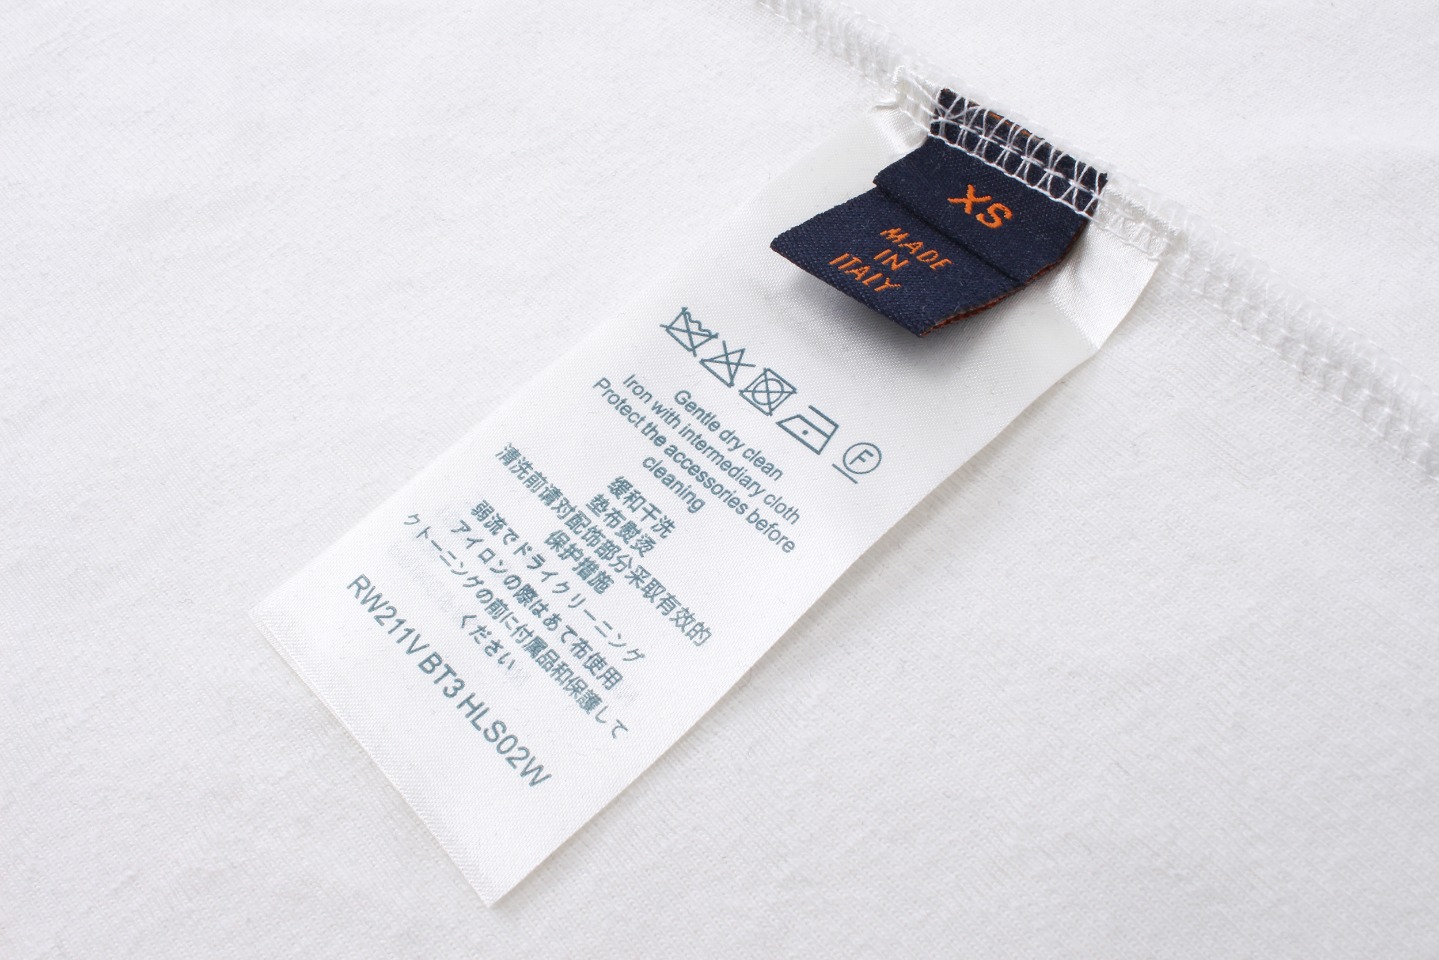 XS
MADE
IN
ITALY
F
Gentle dry clean
Iron with intermediary cloth
Protect the accessories before
cleaning
缓和干洗
垫布熨烫
清洗前请对配饰部分采取有效的
保护措施
弱流でドライクリーニング
アイロンの際はあて布使用
クトーニングの前に付属品和保護して
ください
RW211V BT3 HLS02W